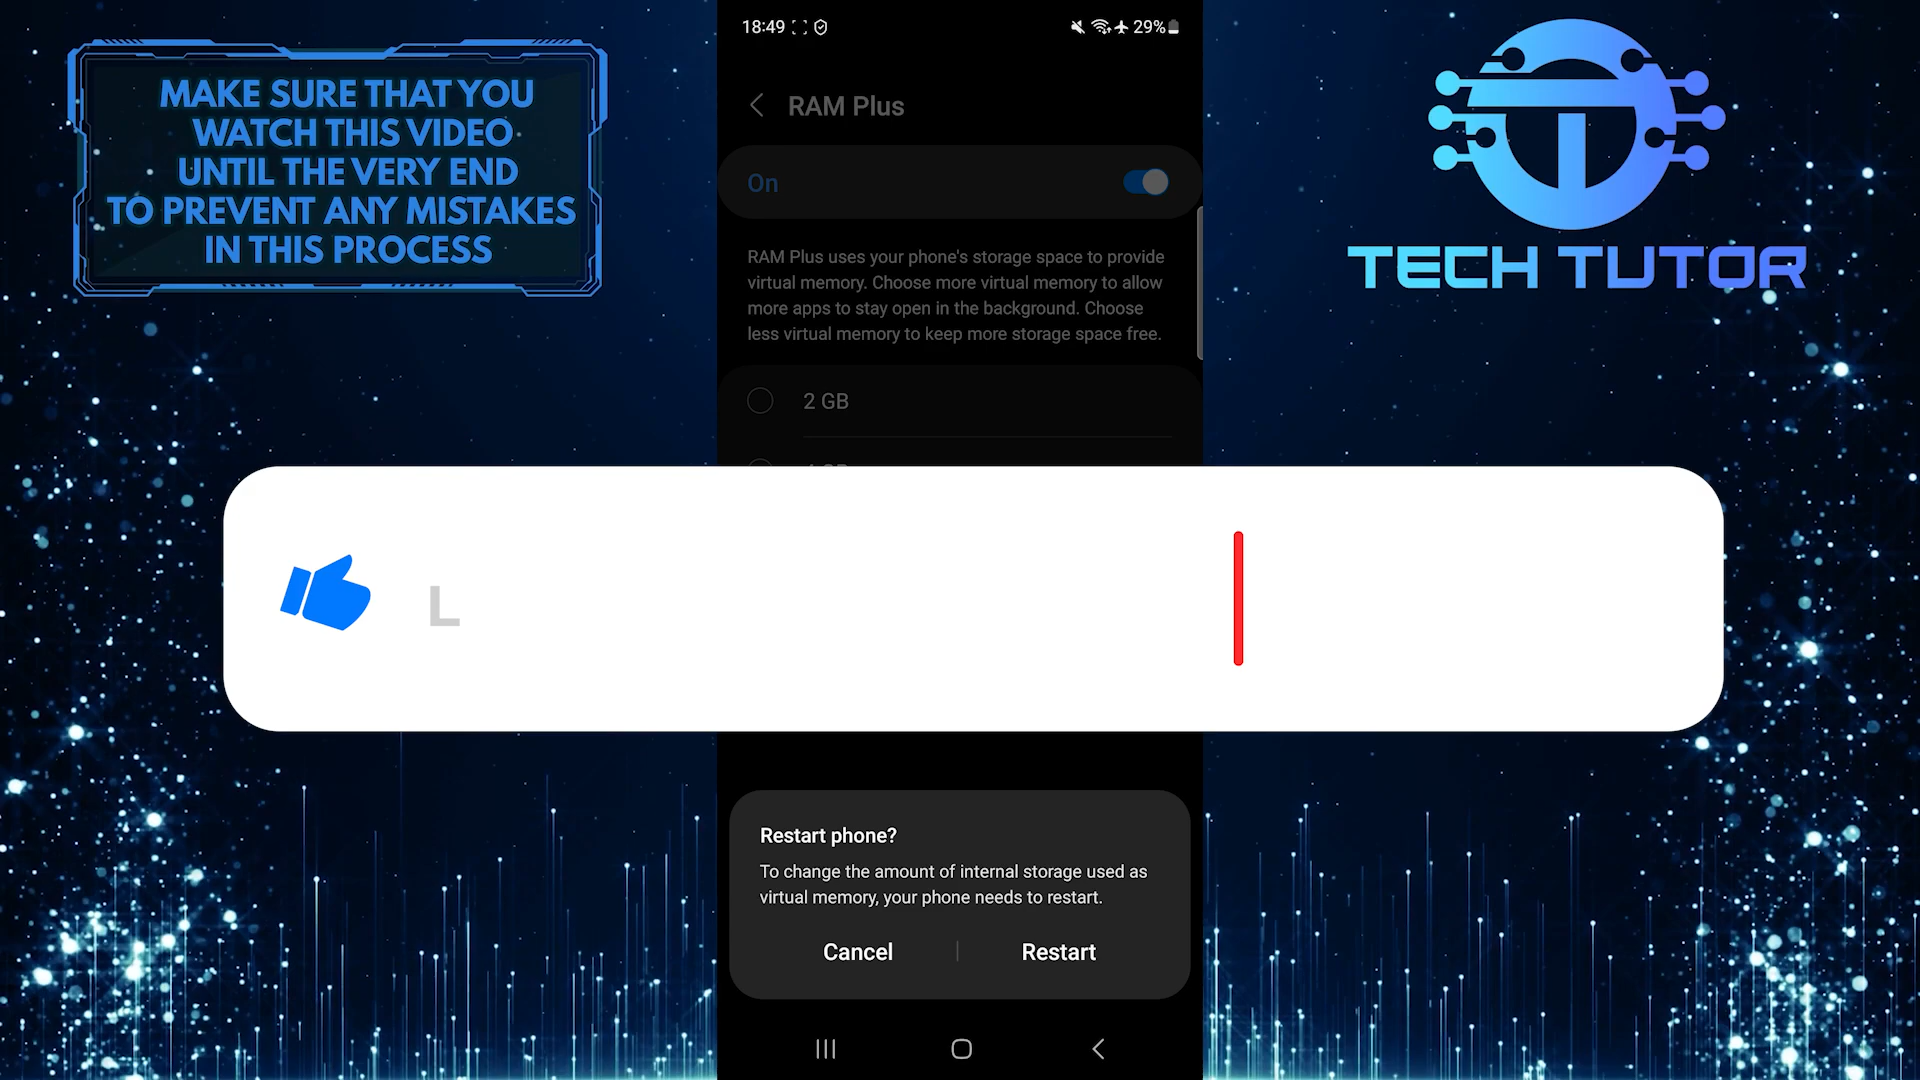 MAKE SURE THAT YOU
WATCH THIS VIDEO
UNTIL THE VERY END
TO PREVENT ANY MISTAKES
IN THIS PROCESS
18:49
29%
RAM Plus
On
RAM Plus uses your phone's storage space to provide
virtual memory. Choose more virtual memory to allow
more apps to stay open in the background. Choose
less virtual memory to keep more storage space free.
2 GB
L
Restart phone?
To change the amount of internal storage used as
virtual memory, your phone needs to restart.
Cancel
Restart
TECH TUTOR